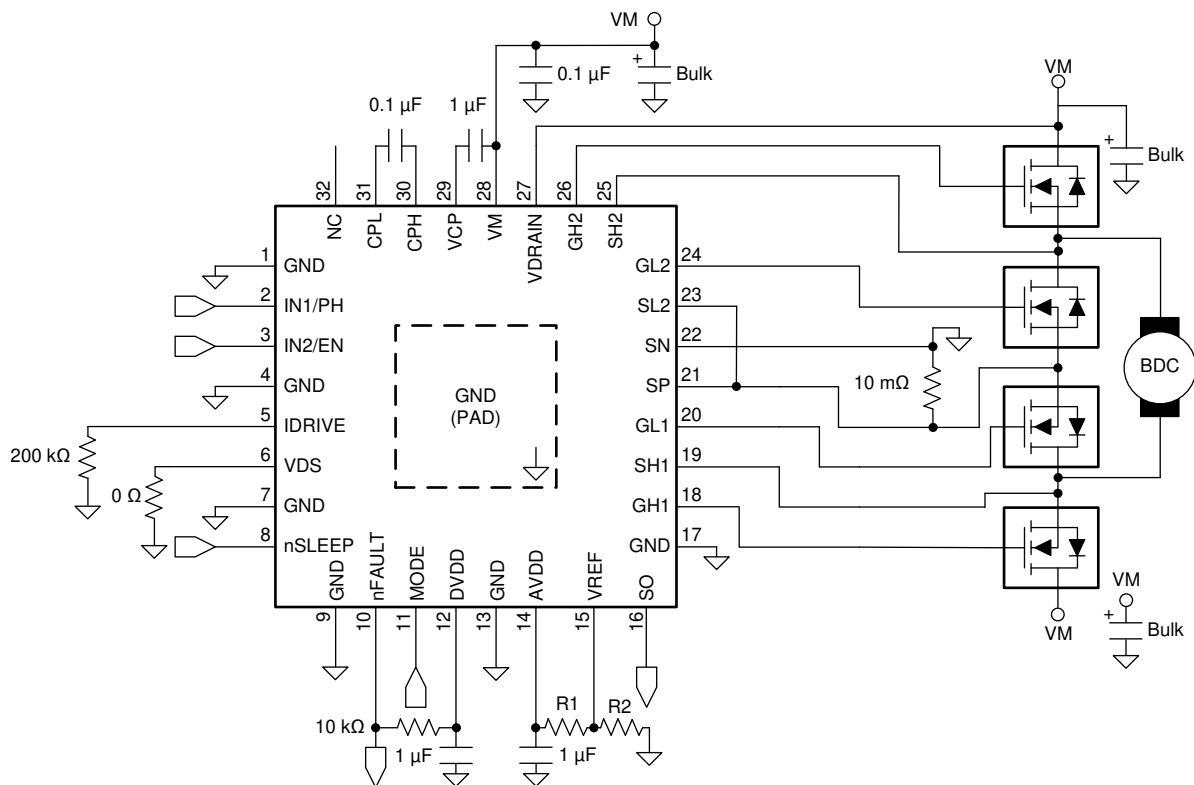 VM
0.1 µF
Bulk
VM
0.1 µF
1 µF
Bulk
32
31
30
29
28
27
26
25
NC
CPL
CPH
VCP
VM
VDRAIN
GH2
SH2
1
GND
2
IN1/PH
3
IN2/EN
4
GND
5
IDRIVE
6
VDS
7
GND
8
nSLEEP
200 kΩ
0 Ω
GND
(PAD)
GL2
24
SL2
23
SN
22
SP
21
GL1
20
SH1
19
GH1
18
GND
17
10 mΩ
BDC
GND
nFAULT
MODE
DVDD
GND
AVDD
VREF
SO
9
10
11
12
13
14
15
16
VM
VM
Bulk
10 kΩ
1 µF
R1
R2
1 µF